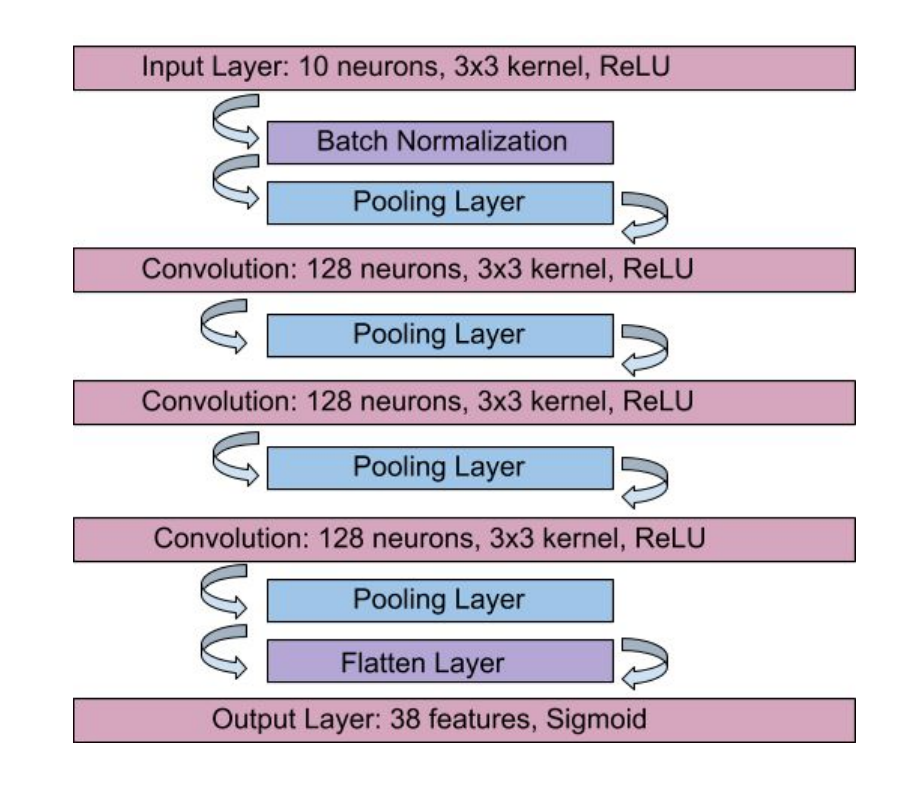 Input Layer: 10 neurons, 3x3 kernel, ReLU
Batch Normalization
Pooling Layer
Convolution: 128 neurons, 3x3 kernel, ReLU
Pooling Layer
Convolution: 128 neurons, 3x3 kernel, ReLU
Pooling Layer
Convolution: 128 neurons, 3x3 kernel, ReLU
Pooling Layer
Flatten Layer
Output Layer: 38 features, Sigmoid